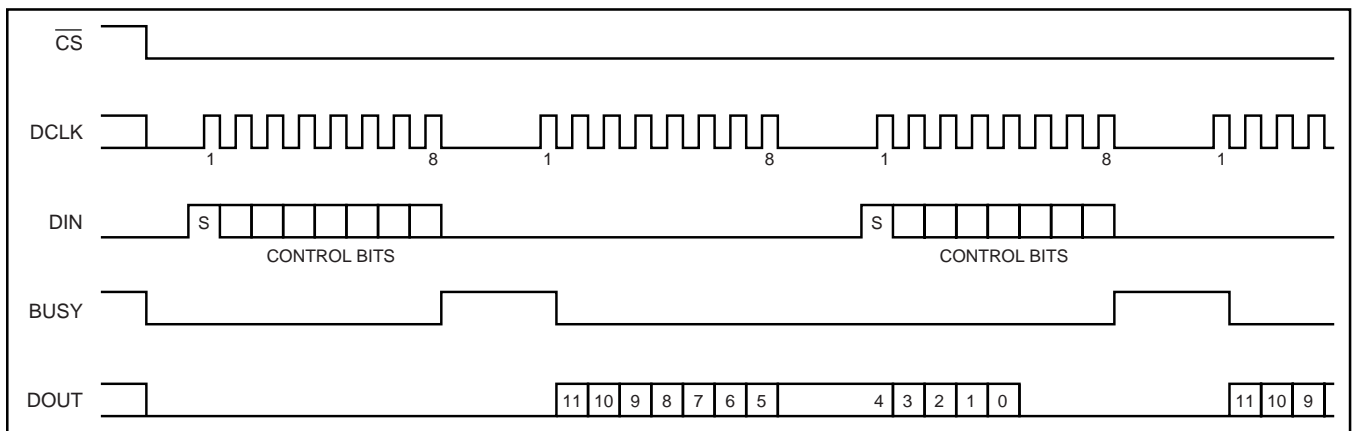 CS
DCLK
1 8 1 8 1 8 1
DIN
S S
CONTROL BITS CONTROL BITS
BUSY
DOUT
11 10 9 8 7 6 5 4 3 2 1 0 11 10 9